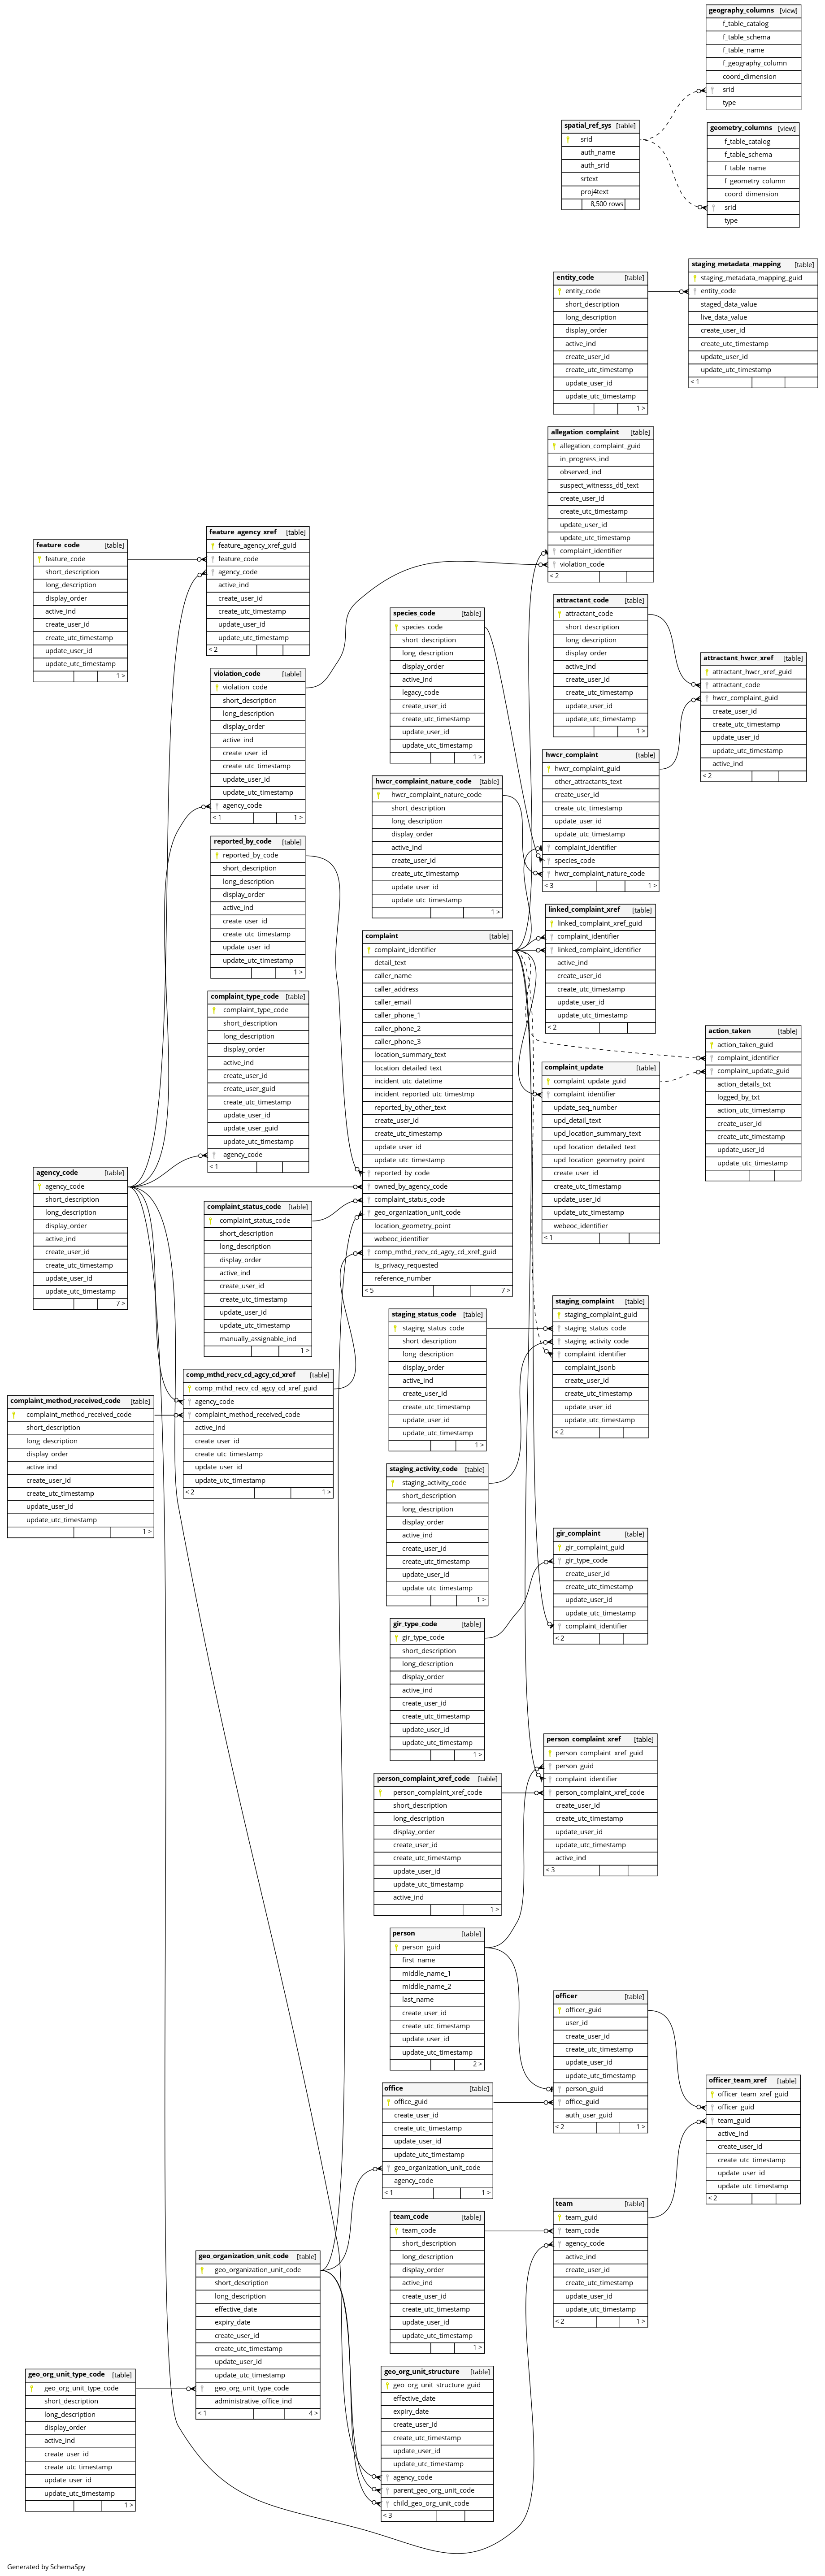 geography_columns [view]
f_table_catalog
f_table_schema
f_table_name
f_geography_column
coord_dimension
srid
type
spatial_ref_sys [table]
srid
auth_name
auth_srid
srtext
proj4text
8,500 rows
geometry_columns [view]
f_table_catalog
f_table_schema
f_table_name
f_geometry_column
coord_dimension
srid
type
staging_metadata_mapping [table]
staging_metadata_mapping_guid
entity_code
staged_data_value
live_data_value
create_user_id
create_utc_timestamp
update_user_id
update_utc_timestamp
< 1
entity_code [table]
entity_code
short_description
long_description
display_order
active_ind
create_user_id
create_utc_timestamp
update_user_id
update_utc_timestamp
1 >
allegation_complaint [table]
allegation_complaint_guid
in_progress_ind
observed_ind
suspect_witnesss_dtl_text
create_user_id
create_utc_timestamp
update_user_id
update_utc_timestamp
complaint_identifier
violation_code
< 2
feature_code [table]
feature_code
short_description
long_description
display_order
active_ind
create_user_id
create_utc_timestamp
update_user_id
update_utc_timestamp
1 >
feature_agency_xref [table]
feature_agency_xref_guid
feature_code
agency_code
active_ind
create_user_id
create_utc_timestamp
update_user_id
update_utc_timestamp
< 2
species_code [table]
species_code
short_description
long_description
display_order
active_ind
legacy_code
create_user_id
create_utc_timestamp
update_user_id
update_utc_timestamp
1 >
attractant_code [table]
attractant_code
short_description
long_description
display_order
active_ind
create_user_id
create_utc_timestamp
update_user_id
update_utc_timestamp
1 >
attractant_hwcr_xref [table]
attractant_hwcr_xref_guid
attractant_code
hwcr_complaint_guid
create_user_id
create_utc_timestamp
update_user_id
update_utc_timestamp
active_ind
< 2
violation_code [table]
violation_code
short_description
long_description
display_order
active_ind
create_user_id
create_utc_timestamp
update_user_id
update_utc_timestamp
agency_code
< 1 1 >
hwcr_complaint [table]
hwcr_complaint_guid
other_attractants_text
create_user_id
create_utc_timestamp
update_user_id
update_utc_timestamp
complaint_identifier
species_code
hwcr_complaint_nature_code
< 3 1 >
hwcr_complaint_nature_code [table]
hwcr_complaint_nature_code
short_description
long_description
display_order
active_ind
create_user_id
create_utc_timestamp
update_user_id
update_utc_timestamp
1 >
reported_by_code [table]
reported_by_code
short_description
long_description
display_order
active_ind
create_user_id
create_utc_timestamp
update_user_id
update_utc_timestamp
1 >
linked_complaint_xref [table]
linked_complaint_xref_guid
complaint_identifier
linked_complaint_identifier
active_ind
create_user_id
create_utc_timestamp
update_user_id
update_utc_timestamp
< 2
complaint [table]
complaint_identifier
detail_text
caller_name
caller_address
caller_email
caller_phone_1
caller_phone_2
caller_phone_3
location_summary_text
location_detailed_text
incident_utc_datetime
incident_reported_utc_timestmp
reported_by_other_text
create_user_id
create_utc_timestamp
update_user_id
update_utc_timestamp
reported_by_code
owned_by_agency_code
complaint_status_code
geo_organization_unit_code
location_geometry_point
webeoc_identifier
comp_mthd_recv_cd_agcy_cd_xref_guid
is_privacy_requested
reference_number
< 5 7 >
complaint_type_code [table]
complaint_type_code
short_description
long_description
display_order
active_ind
create_user_id
create_user_guid
create_utc_timestamp
update_user_id
update_user_guid
update_utc_timestamp
agency_code
< 1
action_taken [table]
action_taken_guid
complaint_identifier
complaint_update_guid
action_details_txt
logged_by_txt
action_utc_timestamp
create_user_id
create_utc_timestamp
update_user_id
update_utc_timestamp
complaint_update [table]
complaint_update_guid
complaint_identifier
update_seq_number
upd_detail_text
upd_location_summary_text
upd_location_detailed_text
upd_location_geometry_point
create_user_id
create_utc_timestamp
update_user_id
update_utc_timestamp
webeoc_identifier
< 1
agency_code [table]
agency_code
short_description
long_description
display_order
active_ind
create_user_id
create_utc_timestamp
update_user_id
update_utc_timestamp
7 >
complaint_status_code [table]
complaint_status_code
short_description
long_description
display_order
active_ind
create_user_id
create_utc_timestamp
update_user_id
update_utc_timestamp
manually_assignable_ind
1 >
staging_complaint [table]
staging_complaint_guid
staging_status_code
staging_activity_code
complaint_identifier
complaint_jsonb
create_user_id
create_utc_timestamp
update_user_id
update_utc_timestamp
< 2
staging_status_code [table]
staging_status_code
short_description
long_description
display_order
active_ind
create_user_id
create_utc_timestamp
update_user_id
update_utc_timestamp
1 >
comp_mthd_recv_cd_agcy_cd_xref [table]
comp_mthd_recv_cd_agcy_cd_xref_guid
agency_code
complaint_method_received_code
active_ind
create_user_id
create_utc_timestamp
update_user_id
update_utc_timestamp
< 2 1 >
complaint_method_received_code [table]
complaint_method_received_code
short_description
long_description
display_order
active_ind
create_user_id
create_utc_timestamp
update_user_id
update_utc_timestamp
1 >
staging_activity_code [table]
staging_activity_code
short_description
long_description
display_order
active_ind
create_user_id
create_utc_timestamp
update_user_id
update_utc_timestamp
1 >
gir_complaint [table]
gir_complaint_guid
gir_type_code
create_user_id
create_utc_timestamp
update_user_id
update_utc_timestamp
complaint_identifier
< 2
gir_type_code [table]
gir_type_code
short_description
long_description
display_order
active_ind
create_user_id
create_utc_timestamp
update_user_id
update_utc_timestamp
1 >
person_complaint_xref [table]
person_complaint_xref_guid
person_guid
complaint_identifier
person_complaint_xref_code
create_user_id
create_utc_timestamp
update_user_id
update_utc_timestamp
active_ind
< 3
person_complaint_xref_code [table]
person_complaint_xref_code
short_description
long_description
display_order
create_user_id
create_utc_timestamp
update_user_id
update_utc_timestamp
active_ind
1 >
person [table]
person_guid
first_name
middle_name_1
middle_name_2
last_name
create_user_id
create_utc_timestamp
update_user_id
update_utc_timestamp
2 >
officer [table]
officer_guid
user_id
create_user_id
create_utc_timestamp
update_user_id
update_utc_timestamp
person_guid
office_guid
auth_user_guid
< 2 1 >
officer_team_xref [table]
officer_team_xref_guid
officer_guid
team_guid
active_ind
create_user_id
create_utc_timestamp
update_user_id
update_utc_timestamp
< 2
office [table]
office_guid
create_user_id
create_utc_timestamp
update_user_id
update_utc_timestamp
geo_organization_unit_code
agency_code
< 1 1 >
team [table]
team_guid
team_code
agency_code
active_ind
create_user_id
create_utc_timestamp
update_user_id
update_utc_timestamp
< 2 1 >
team_code [table]
team_code
short_description
long_description
display_order
active_ind
create_user_id
create_utc_timestamp
update_user_id
update_utc_timestamp
1 >
geo_organization_unit_code [table]
geo_organization_unit_code
short_description
long_description
effective_date
expiry_date
create_user_id
create_utc_timestamp
update_user_id
update_utc_timestamp
geo_org_unit_type_code
administrative_office_ind
< 1 4 >
geo_org_unit_type_code [table]
geo_org_unit_type_code
short_description
long_description
display_order
active_ind
create_user_id
create_utc_timestamp
update_user_id
update_utc_timestamp
1 >
geo_org_unit_structure [table]
geo_org_unit_structure_guid
effective_date
expiry_date
create_user_id
create_utc_timestamp
update_user_id
update_utc_timestamp
agency_code
parent_geo_org_unit_code
child_geo_org_unit_code
< 3
Generated by SchemaSpy